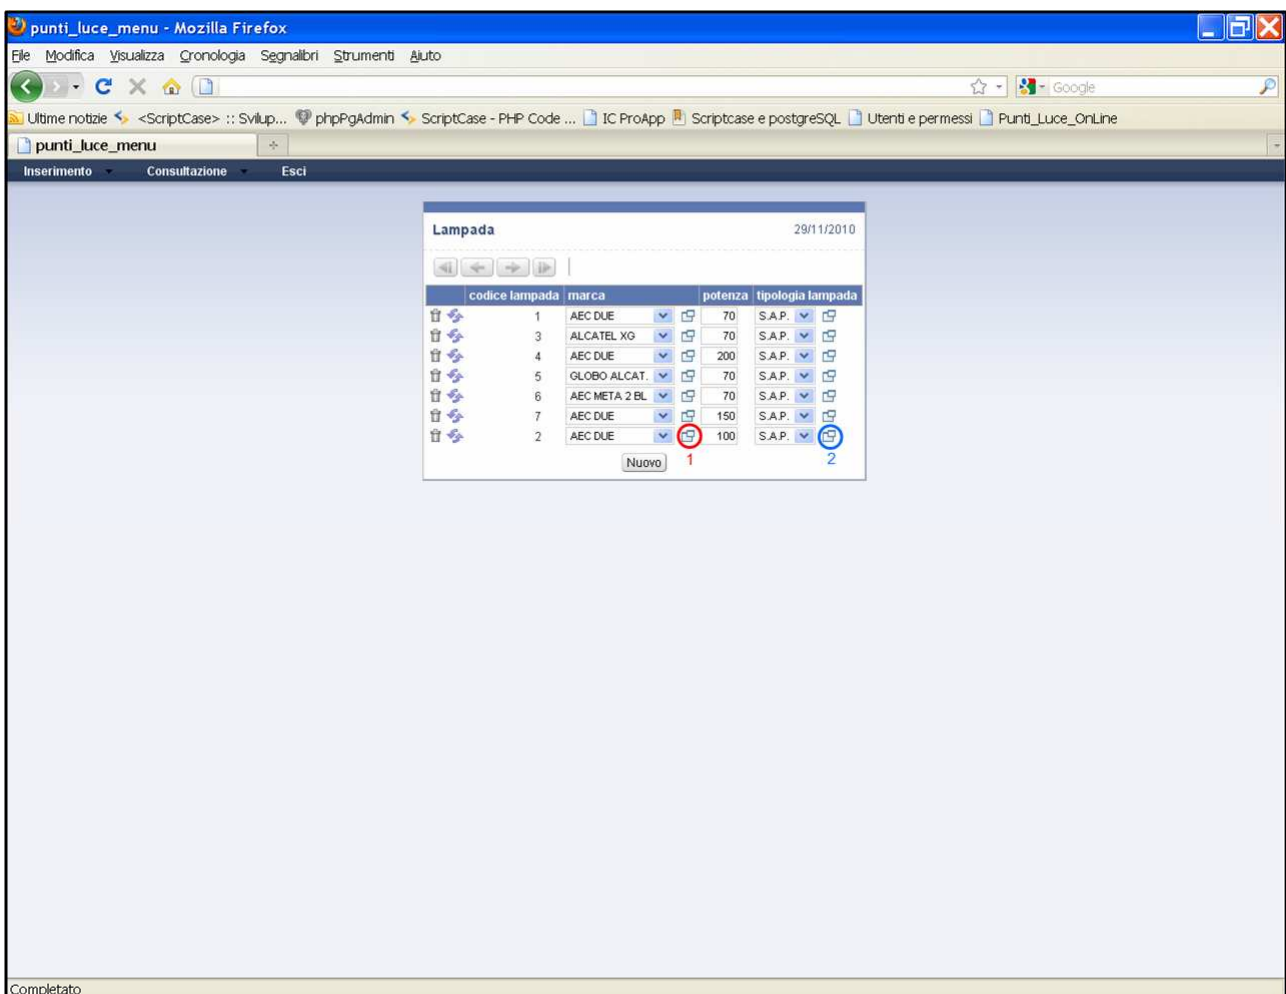 punti_luce_menu - Mozilla Firefox
File Modifica Visualizza Cronologia Segnalibri Strumenti Aiuto
Google
Ultime notizie <ScriptCase> :: Svilup... phpPgAdmin ScriptCase - PHP Code ... IC ProApp Scriptcase e postgreSQL Utenti e permessi Punti_Luce_OnLine
punti_luce_menu
Inserimento Consultazione Esci
Lampada 29/11/2010
codice lampada marca potenza tipologia lampada
1 AEC DUE 70 S.A.P.
3 ALCATEL XG 70 S.A.P.
4 AEC DUE 200 S.A.P.
5 GLOBO ALCAT. 70 S.A.P.
6 AEC META 2 BL 70 S.A.P.
7 AEC DUE 150 S.A.P.
2 AEC DUE 100 S.A.P.
Nuovo 1 2
Completato